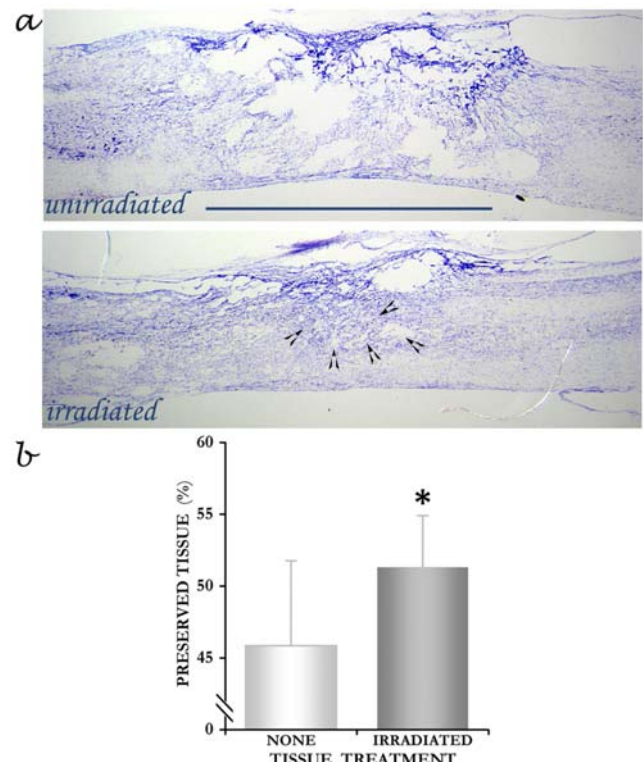 a
unirradiated
irradiated
b
PRESERVED TISSUE (%)
60
55
50
45
0
*
NONE IRRADIATED
TISSUE TREATMENT